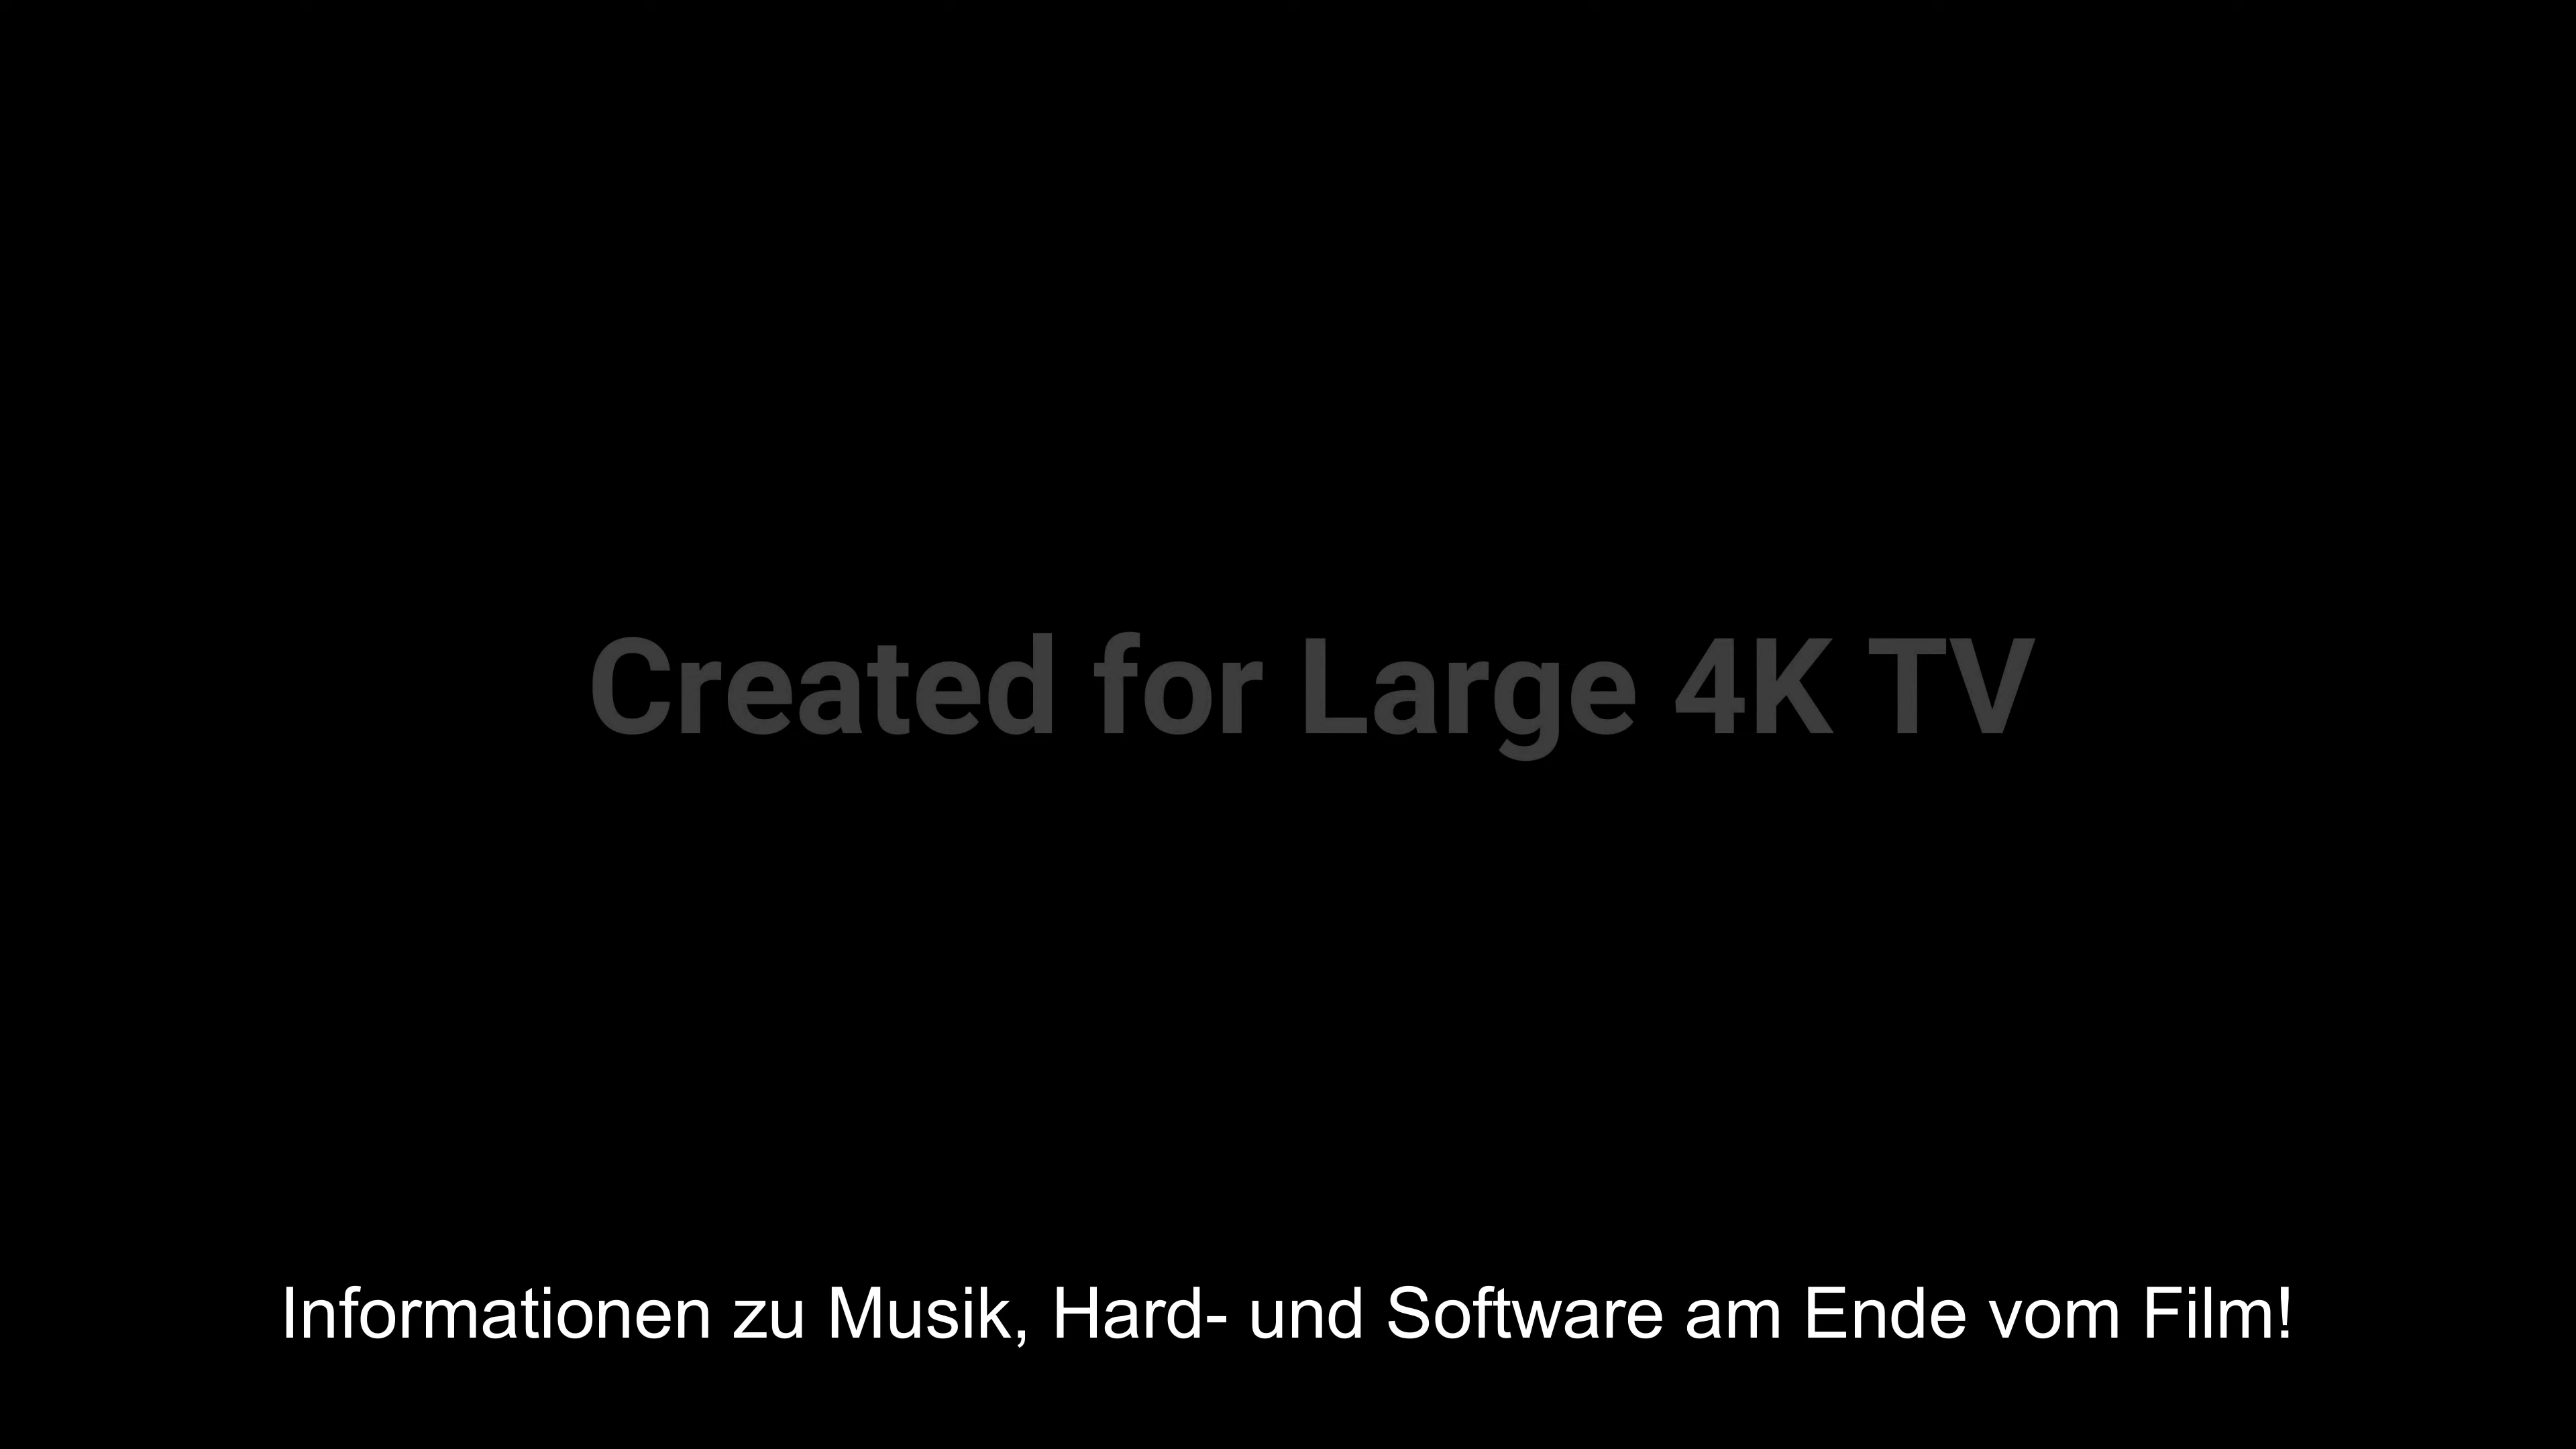 Created for Large 4K TV
Informationen zu Musik, Hard- und Software am Ende vom Film!